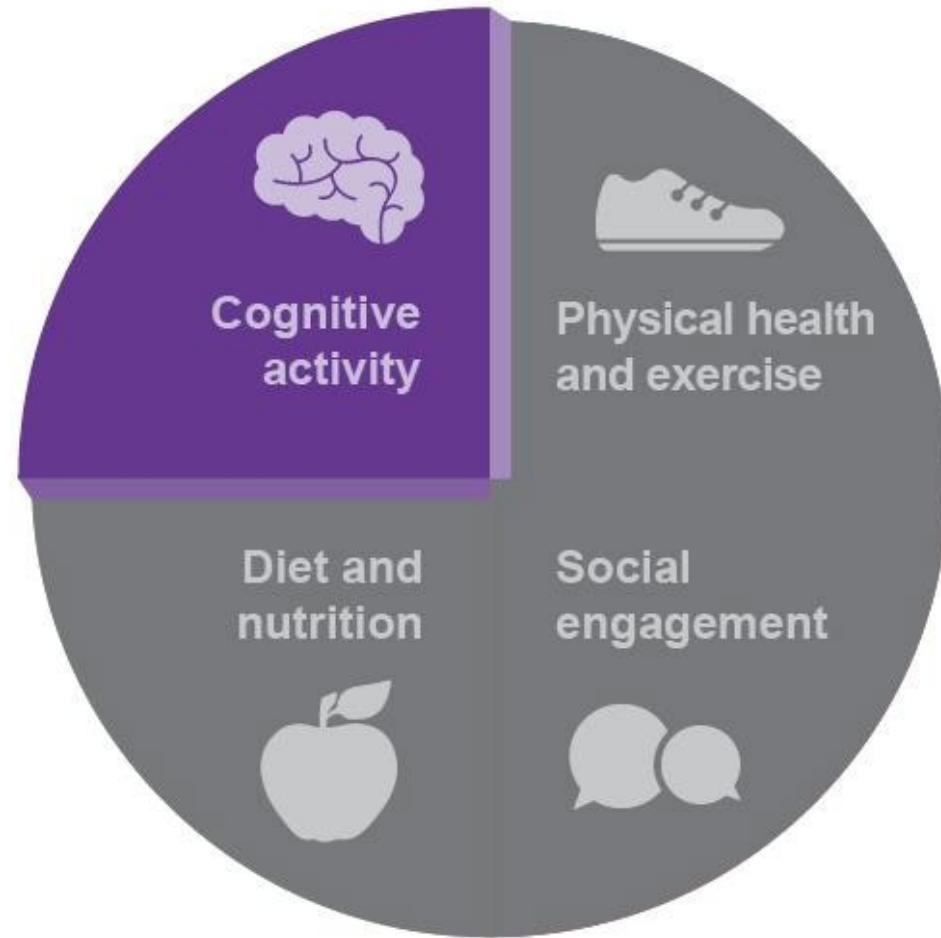 Cognitive
activity
Physical health
and exercise
Diet and
nutrition
Social
engagement